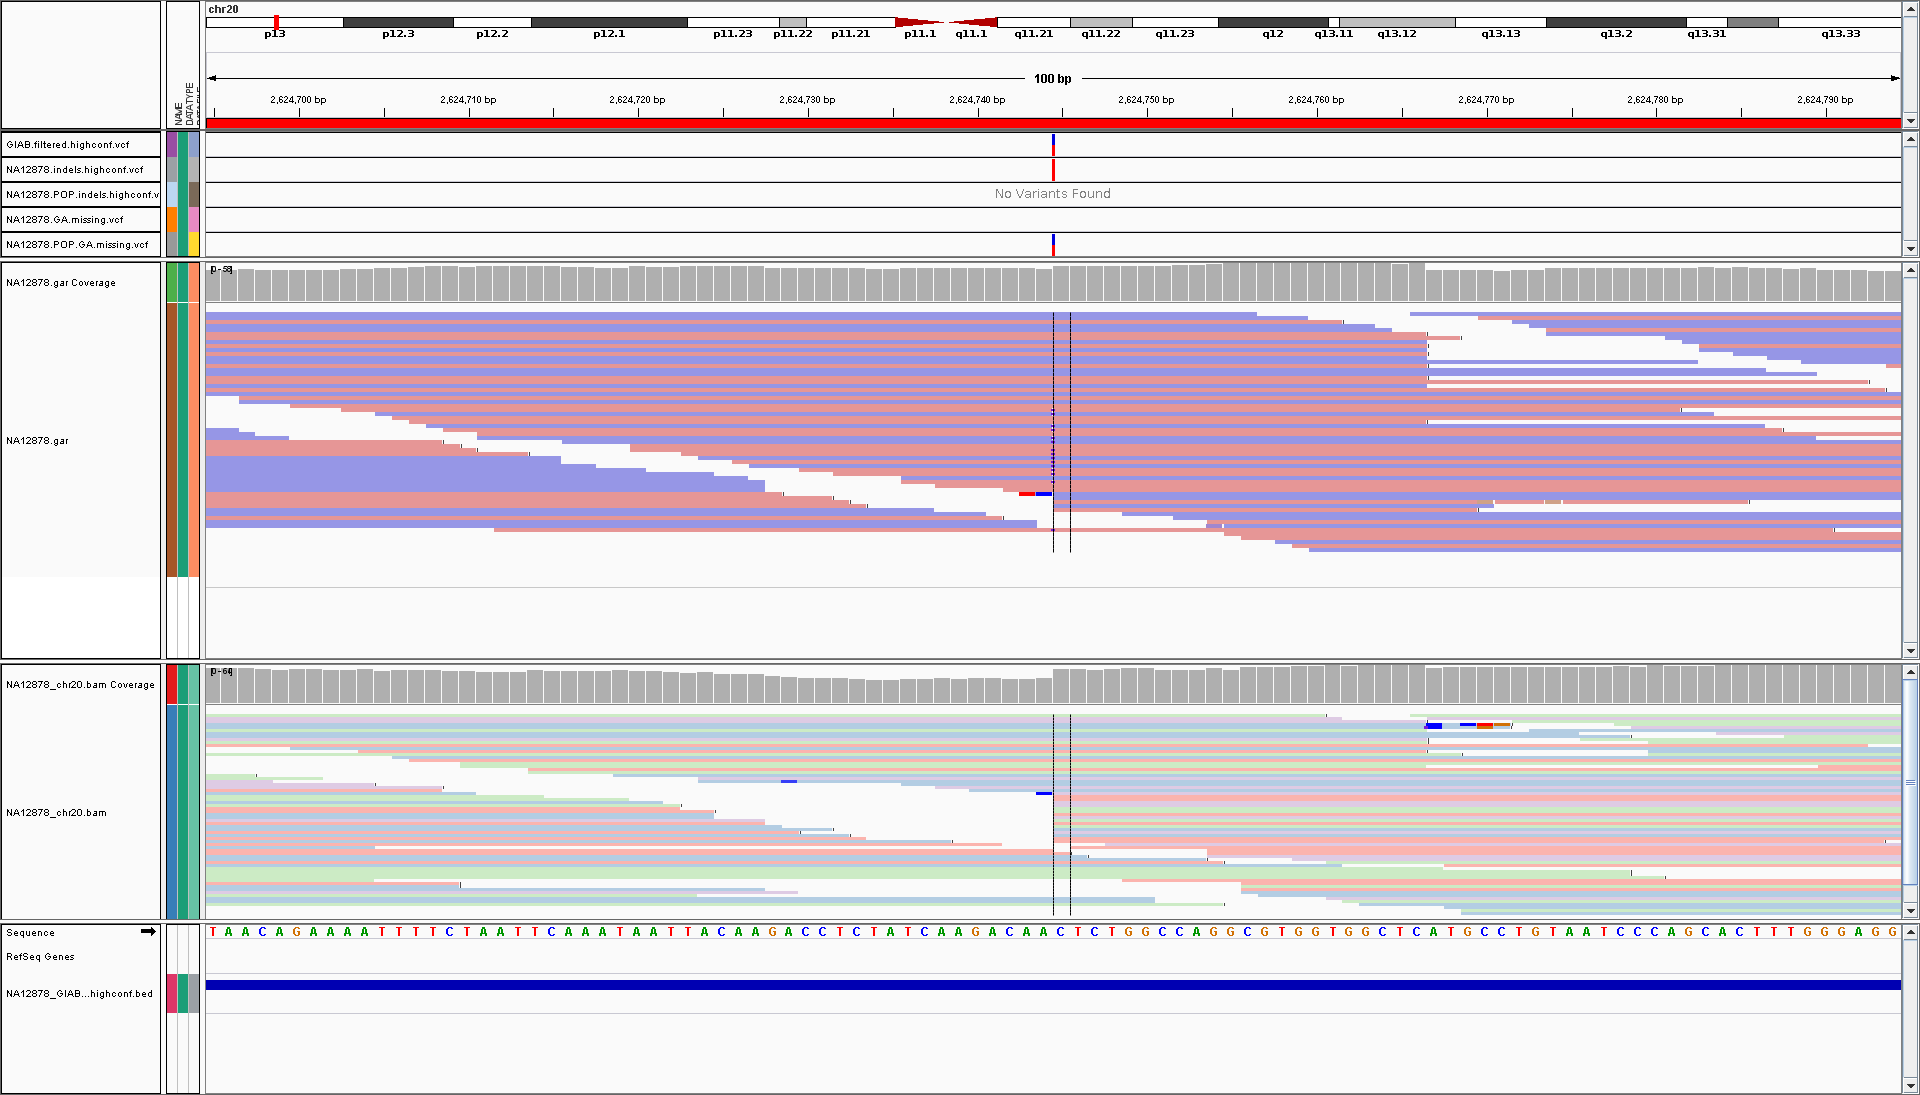 chr20
p13 p12.3 p12.2 p12.1 p11.23 p11.22 p11.21 p11.1 q11.1 q11.21 q11.22 q11.23 q12 q13.11 q13.12 q13.13 q13.2 q13.31 q13.33
100 bp
2,624,700 bp 2,624,710 bp 2,624,720 bp 2,624,730 bp 2,624,740 bp 2,624,750 bp 2,624,760 bp 2,624,770 bp 2,624,780 bp 2,624,790 bp
NAME
DATATYPE
GIAB.filtered.highconf.vcf
NA12878.indels.highconf.vcf
NA12878.POP.indels.highconf.v
No Variants Found
NA12878.GA.missing.vcf
NA12878.POP.GA.missing.vcf
NA12878.gar Coverage
NA12878.gar
NA12878_chr20.bam Coverage
NA12878_chr20.bam
Sequence
T A A C A G A A A A T T T T C T A A T T C A A A T A A T T A C A A G A C C T C T A T C A A G A C A A C T C T G G C C A G G C G T G G T G G C T C A T G C C T G T A A T C C C A G C A C T T T G G G A G G
RefSeq Genes
NA12878_GIAB...highconf.bed